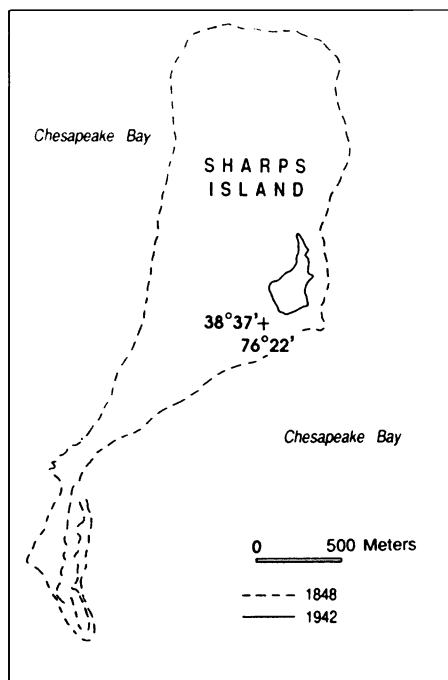 Chesapeake Bay
SHARPS
ISLAND
38°37'+
76°22'
Chesapeake Bay
0 500 Meters
1848
1942